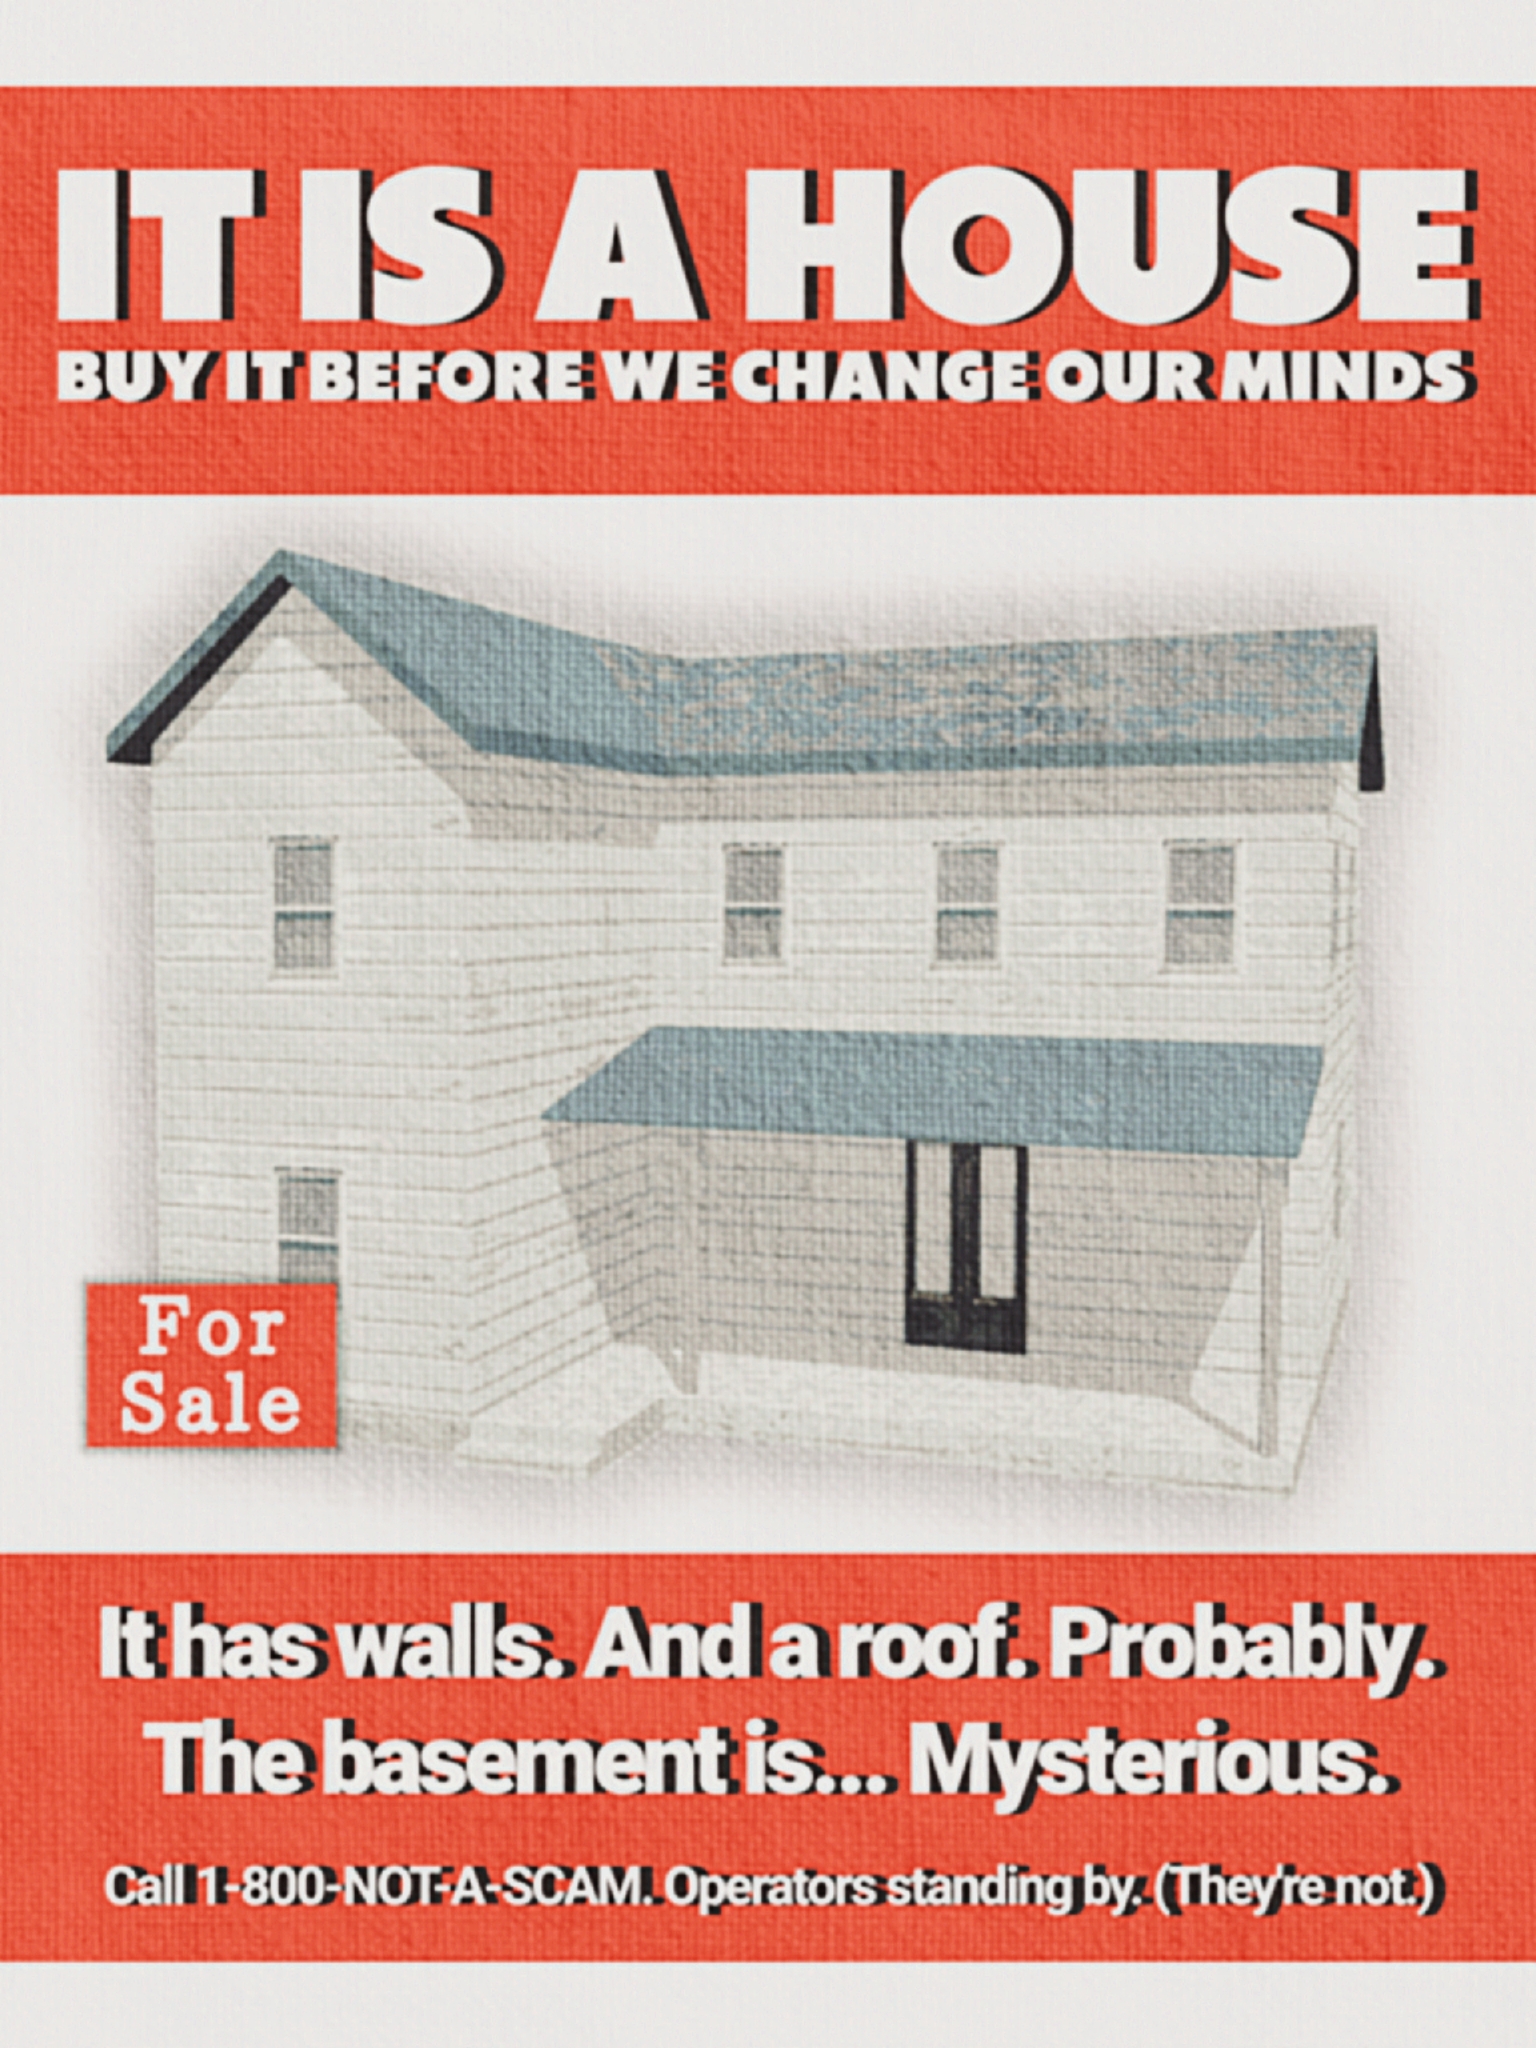 IT IS A HOUSE
BUY IT BEFORE WE CHANGE OUR MINDS
For
Sale
It has walls. And a roof. Probably.
The basement is... Mysterious.
Call 1-800-NOT-A-SCAM. Operators standing by. (They're not.)